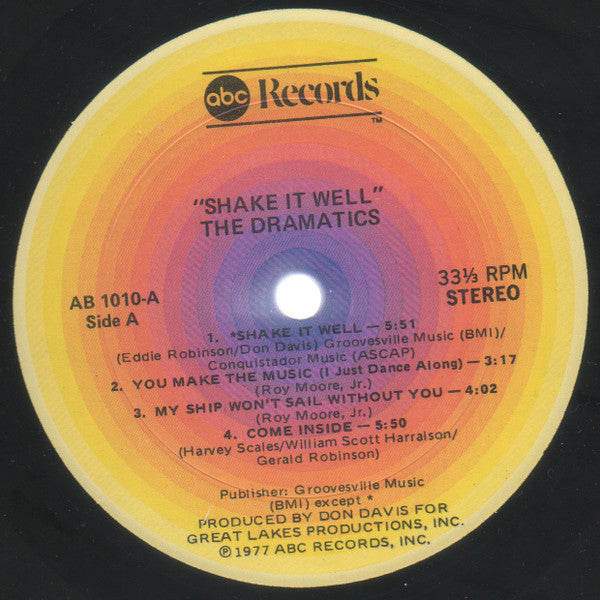 abc Records
TM
"SHAKE IT WELL"
THE DRAMATICS
AB 1010-A
Side A
33⅓ RPM
STEREO
1. *SHAKE IT WELL — 5:51
(Eddie Robinson/Don Davis) Groovesville Music (BMI)/
Conquistador Music (ASCAP)
2. YOU MAKE THE MUSIC (I Just Dance Along) — 3:17
(Roy Moore, Jr.)
3. MY SHIP WON'T SAIL WITHOUT YOU — 4:02
(Roy Moore, Jr.)
4. COME INSIDE — 5:50
(Harvey Scales/William Scott Harralson/
Gerald Robinson)
Publisher: Groovesville Music
(BMI) except *
PRODUCED BY DON DAVIS FOR
GREAT LAKES PRODUCTIONS, INC.
℗ 1977 ABC RECORDS, INC.